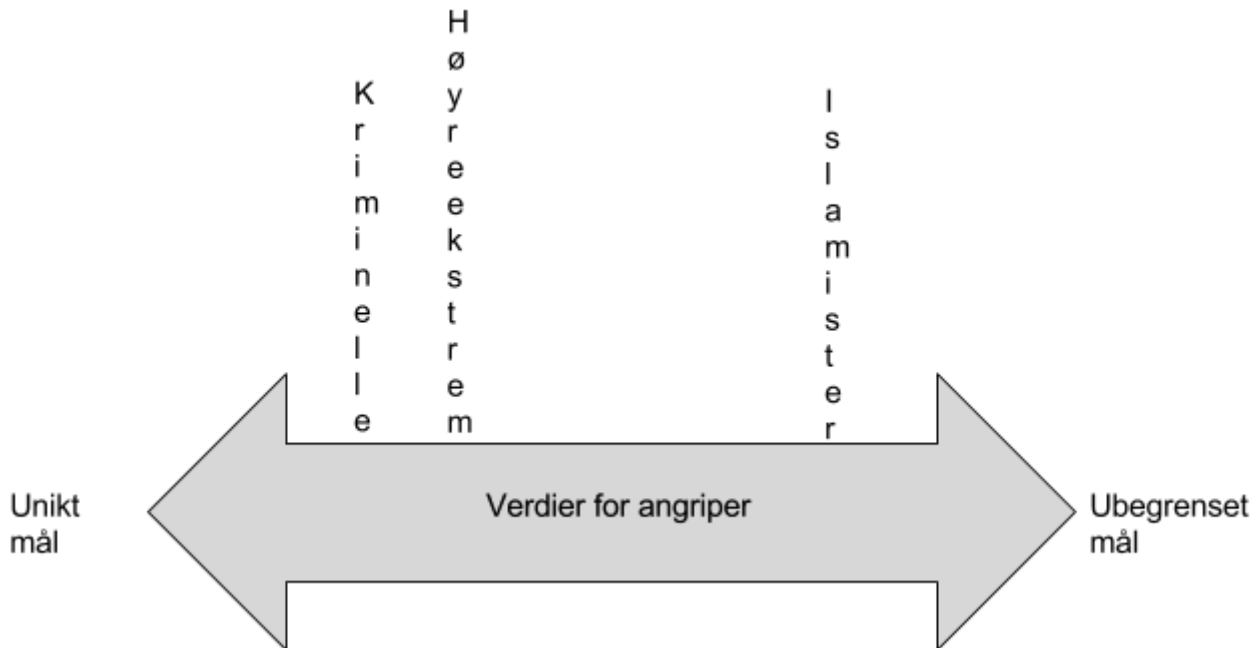 Kriminelle
Høyreekstrem
Islamister
Unikt
mål
Verdier for angriper
Ubegrenset
mål